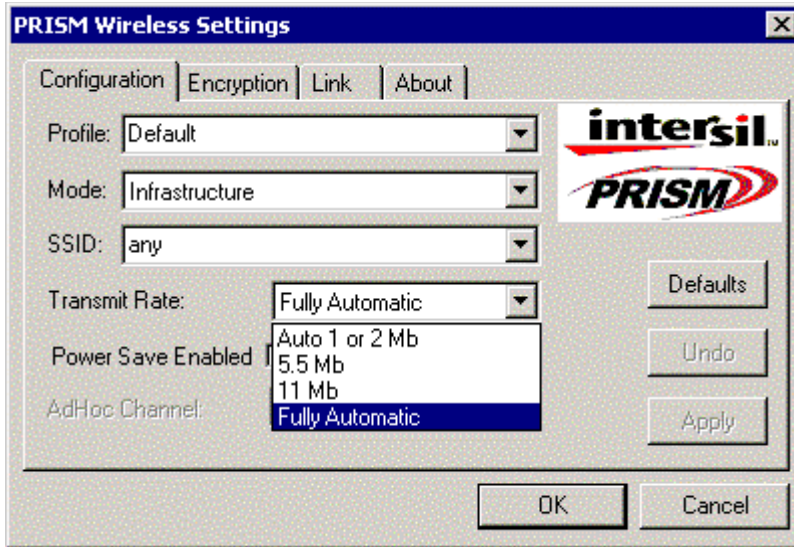 PRISM Wireless Settings
Configuration Encryption Link About
Profile: Default
intersil™
Mode: Infrastructure
PRISM
SSID: any
Transmit Rate: Fully Automatic
Defaults
Auto 1 or 2 Mb
5.5 Mb
11 Mb
Fully Automatic
Power Save Enabled
Undo
AdHoc Channel:
Apply
OK Cancel